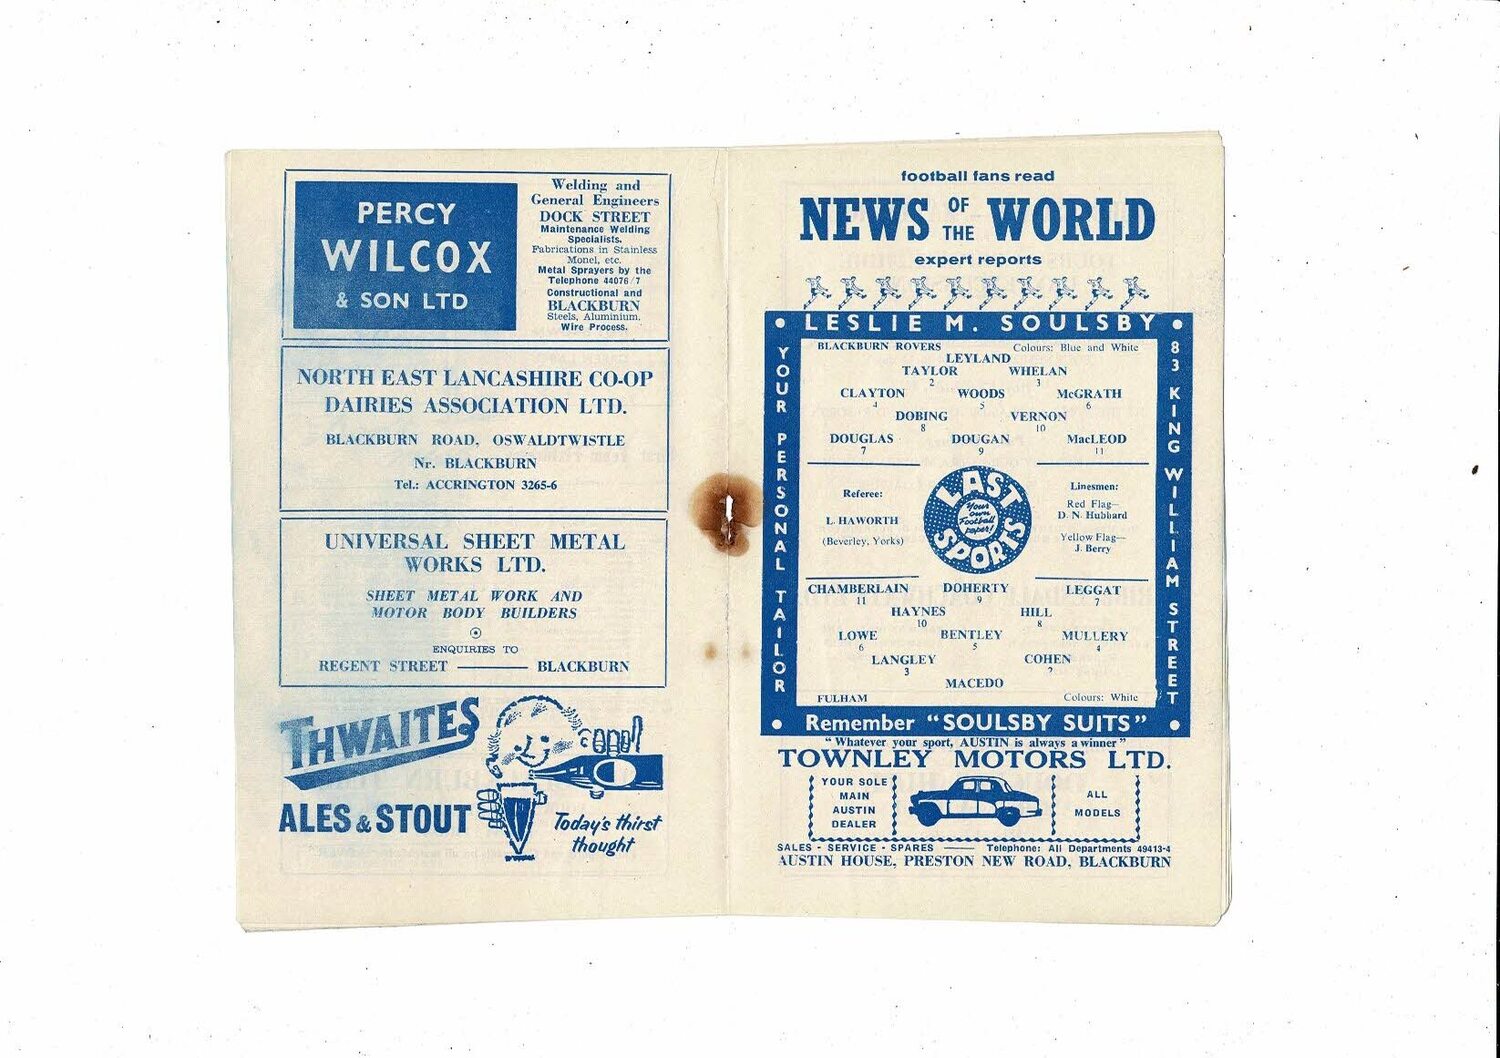 PERCY
WILCOX
& SON LTD
Welding and
General Engineers
DOCK STREET
Maintenance Welding
Specialists.
Fabrications in Stainless
Monel, etc.
Metal Sprayers by the
Telephone 44076/7
Constructional and
BLACKBURN
Steels, Aluminium.
Wire Process.
NORTH EAST LANCASHIRE CO-OP
DAIRIES ASSOCIATION LTD.
BLACKBURN ROAD, OSWALDTWISTLE
Nr. BLACKBURN
Tel.: ACCRINGTON 3265-6
UNIVERSAL SHEET METAL
WORKS LTD.
SHEET METAL WORK AND
MOTOR BODY BUILDERS
ENQUIRIES TO
REGENT STREET ——— BLACKBURN
THWAITES
ALES & STOUT
Today's thirst
thought
football fans read
NEWS OF THE WORLD
expert reports
• LESLIE M. SOULSBY •
YOUR PERSONAL TAILOR
BLACKBURN ROVERS Colours: Blue and White
LEYLAND
TAYLOR WHELAN
2 3
CLAYTON WOODS McGRATH
4 5 6
DOBING VERNON
8 10
DOUGLAS DOUGAN MacLEOD
7 9 11
Referee:
L. HAWORTH
(Beverley, Yorks)
LAST
Your
own
Football
paper!
SPORTS
Linesmen:
Red Flag—
D. N. Hubbard
Yellow Flag—
J. Berry
CHAMBERLAIN DOHERTY LEGGAT
11 9 7
HAYNES HILL
10 8
LOWE BENTLEY MULLERY
6 5 4
LANGLEY COHEN
3 2
MACEDO
FULHAM Colours: White
83 KING WILLIAM STREET
• Remember "SOULSBY SUITS" •
"Whatever your sport, AUSTIN is always a winner"
TOWNLEY MOTORS LTD.
YOUR SOLE
MAIN
AUSTIN
DEALER
ALL
MODELS
SALES - SERVICE - SPARES ——— Telephone: All Departments 49413-4
AUSTIN HOUSE, PRESTON NEW ROAD, BLACKBURN